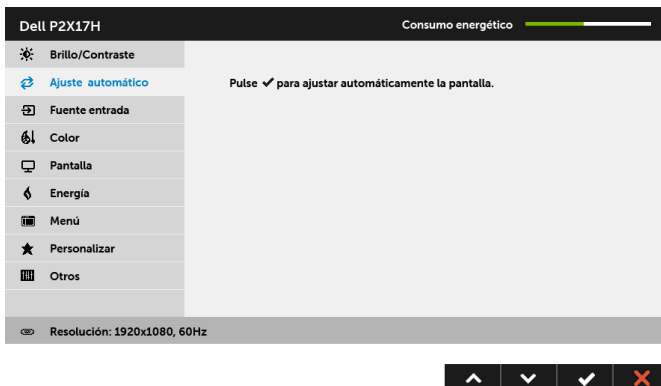 Dell P2X17H
Consumo energético
Brillo/Contraste
Ajuste automático
Pulse ✓ para ajustar automáticamente la pantalla.
Fuente entrada
Color
Pantalla
Energía
Menú
Personalizar
Otros
Resolución: 1920x1080, 60Hz